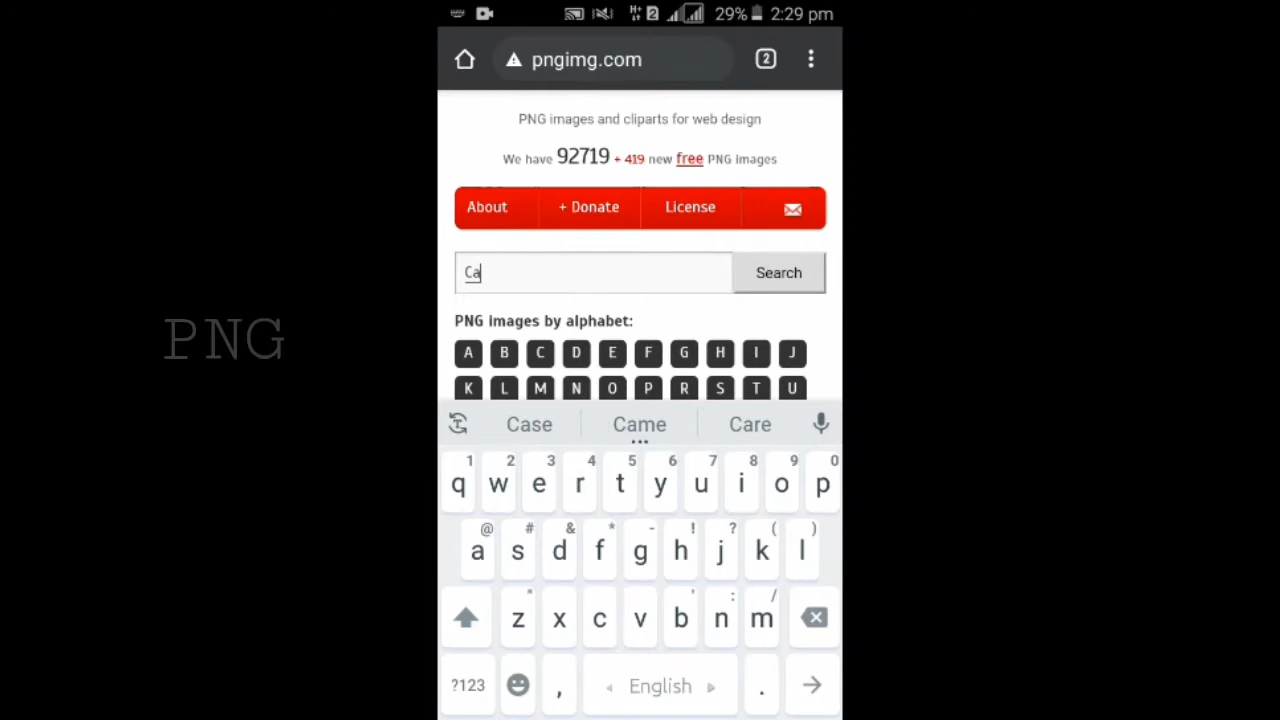 29% 2:29 pm
pngimg.com 2
PNG images and cliparts for web design
We have 92719 + 419 new free PNG images
About + Donate License
Ca Search
PNG
PNG images by alphabet:
A B C D E F G H I J
K L M N O P R S T U
Case Came Care
1 2 3 4 5 6 7 8 9 0
q w e r t y u i o p
@ # & * - ! ? ( )
a s d f g h j k l
" ' : /
z x c v b n m
?123 , English .